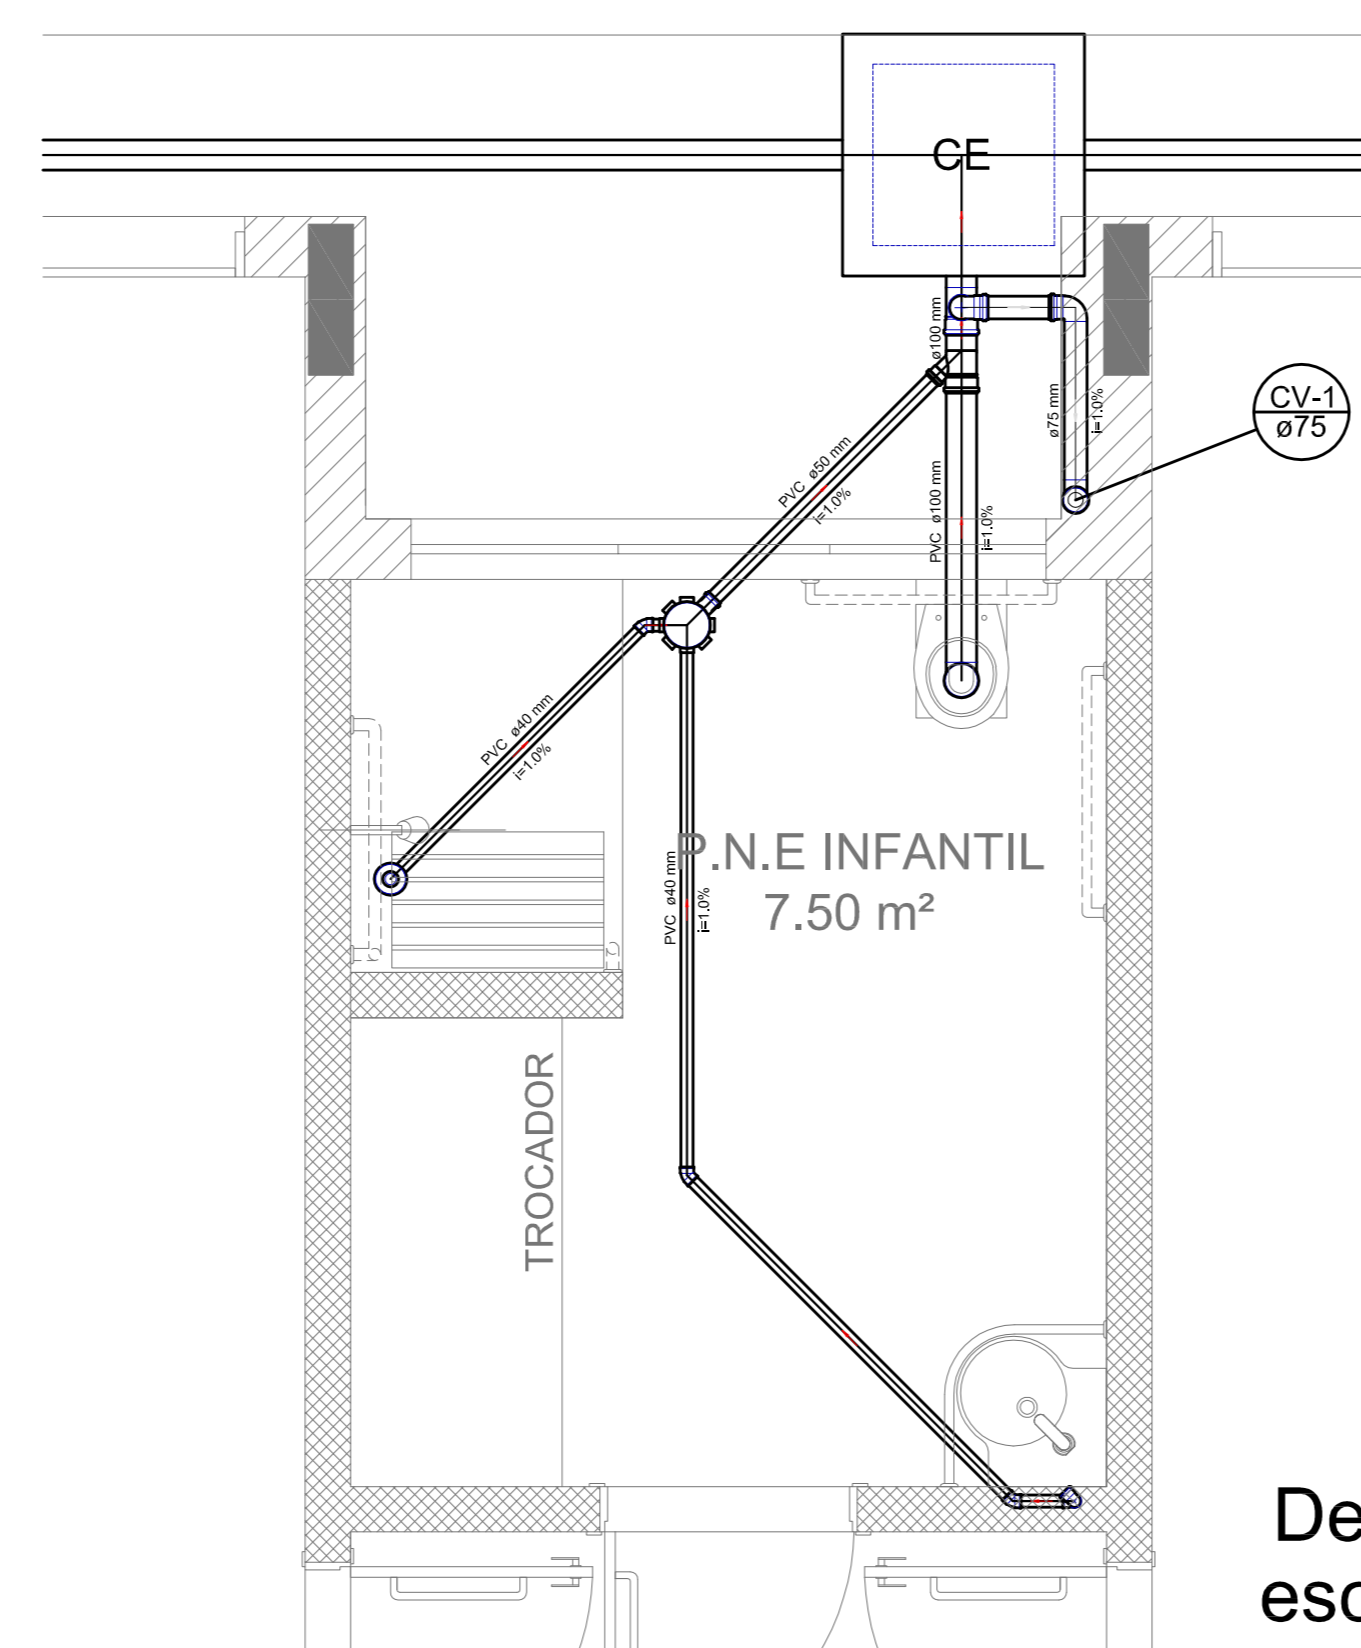 CE
ø100 mm
CV-1
ø75
ø75 mm
i=1.0%
PVC ø50 mm
i=1.0%
PVC ø100 mm
i=1.0%
PVC ø40 mm
i=1.0%
P.N.E INFANTIL
7.50 m²
PVC ø40 mm
i=1.0%
TROCADOR
De
esc